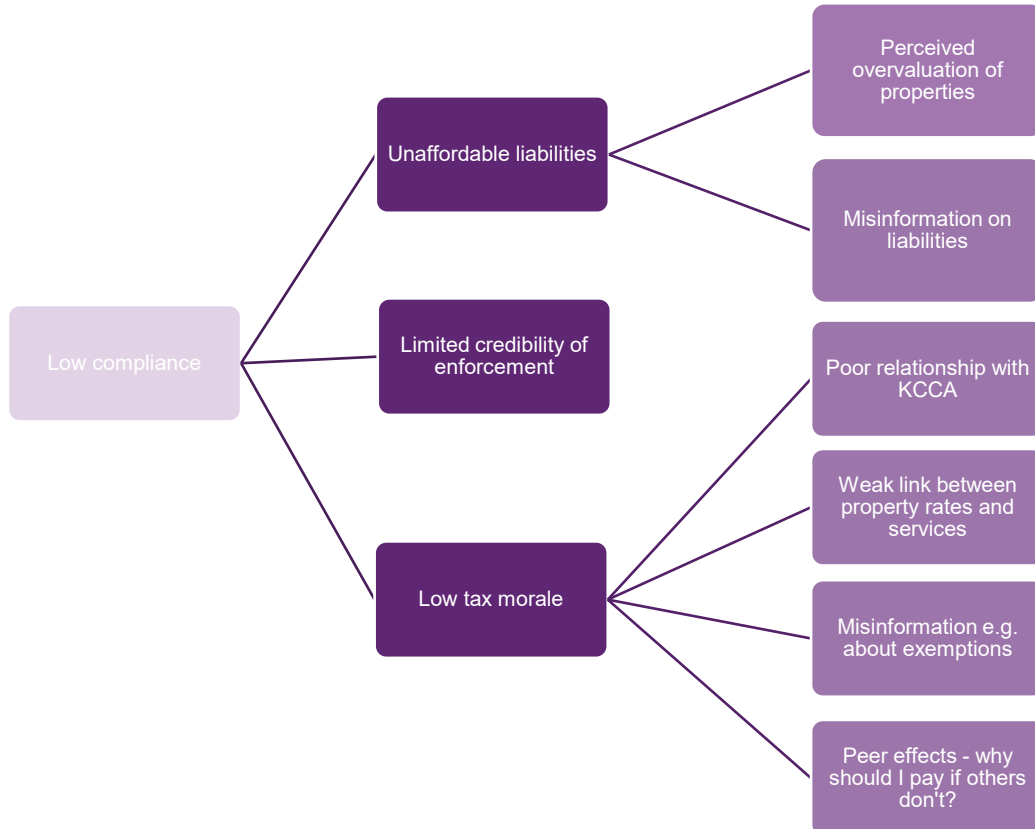 Low compliance
Unaffordable liabilities
Limited credibility of
enforcement
Low tax morale
Perceived
overvaluation of
properties
Misinformation on
liabilities
Poor relationship with
KCCA
Weak link between
property rates and
services
Misinformation e.g.
about exemptions
Peer effects - why
should I pay if others
don't?